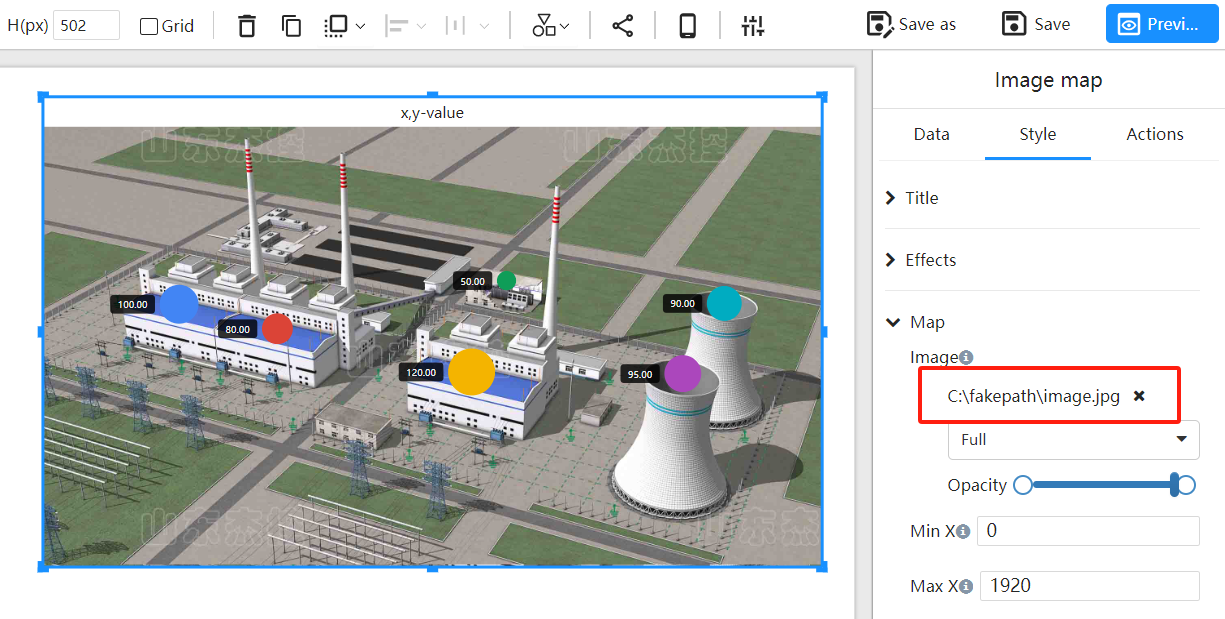 H(px) 502 Grid Save as Save Previ...
Image map
Data Style Actions
x,y-value
Title
Effects
Map
Image
C:\fakepath\image.jpg
Full
Opacity
Min X 0
Max X 1920
50.00
100.00
90.00
80.00
120.00
95.00